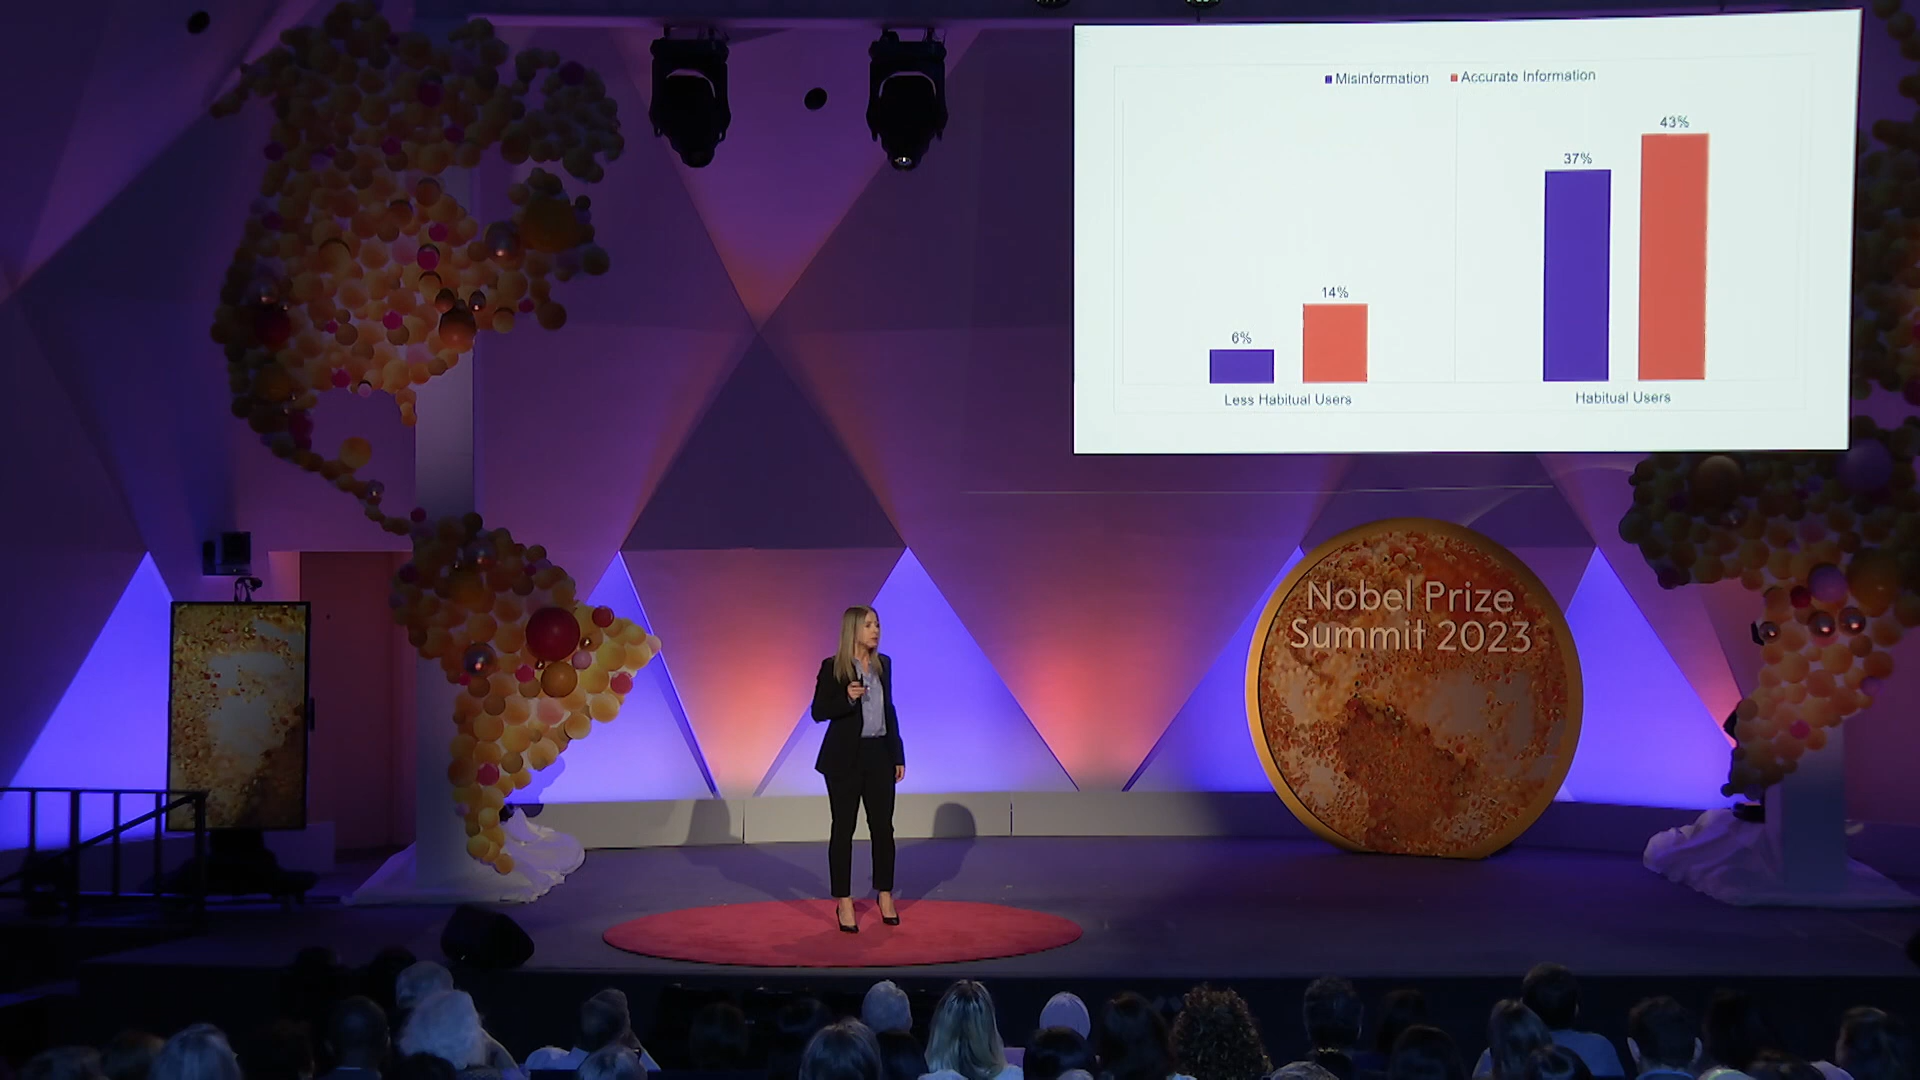 Misinformation Accurate Information
43%
37%
14%
6%
Less Habitual Users Habitual Users
Nobel Prize
Summit 2023